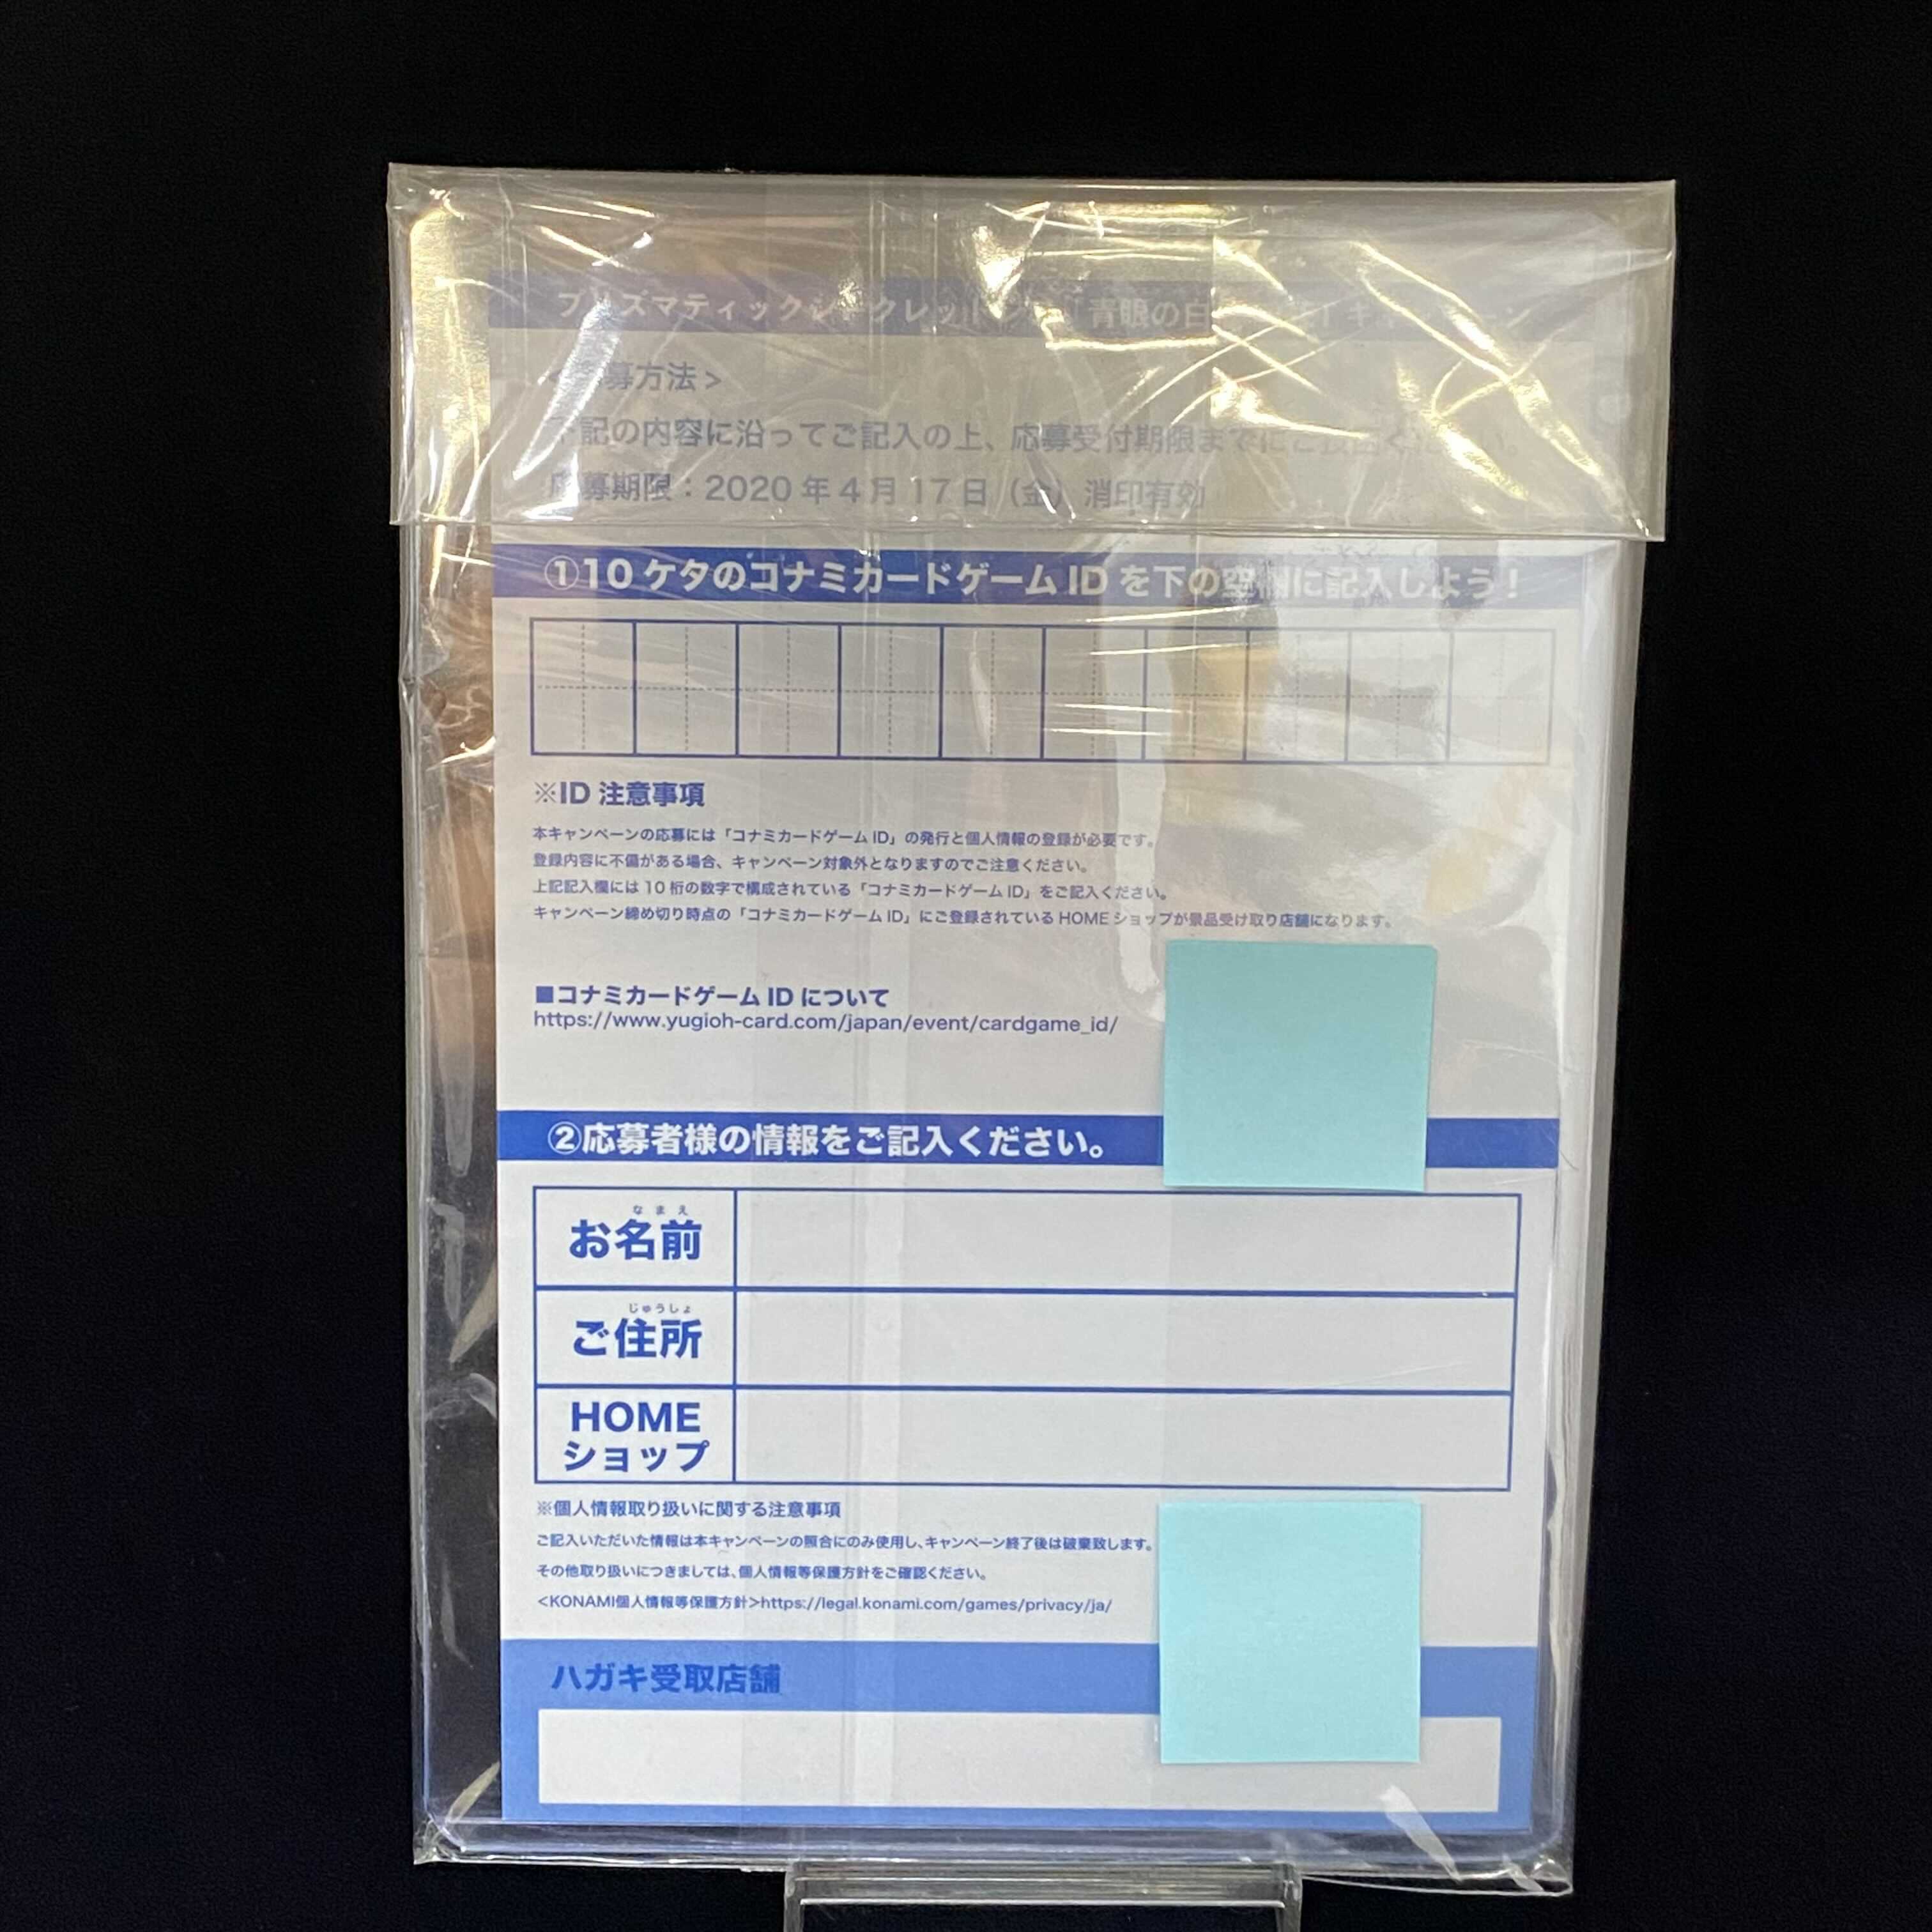 プリズマティックシークレット「青眼の白
募方法>
下記の内容に沿ってご記入の上、応募受付期限までにご投函ください。
応募期限：2020年4月17日（金）消印有効
①10ケタのコナミカードゲームIDを下の空欄に記入しよう！
※ID注意事項
本キャンペーンの応募には「コナミカードゲームID」の発行と個人情報の登録が必要です。
登録内容に不備がある場合、キャンペーン対象外となりますのでご注意ください。
上記記入欄には10桁の数字で構成されている「コナミカードゲームID」をご記入ください。
キャンペーン締め切り時点の「コナミカードゲームID」にご登録されているHOMEショップが景品受け取り店舗になります。
■コナミカードゲームIDについて
https://www.yugioh-card.com/japan/event/cardgame_id/
②応募者様の情報をご記入ください。
なまえ
お名前
じゅうしょ
ご住所
HOME
ショップ
※個人情報取り扱いに関する注意事項
ご記入いただいた情報は本キャンペーンの照合にのみ使用し、キャンペーン終了後は破棄致します。
その他取り扱いにつきましては、個人情報等保護方針をご確認ください。
<KONAMI個人情報等保護方針>https://legal.konami.com/games/privacy/ja/
ハガキ受取店舗